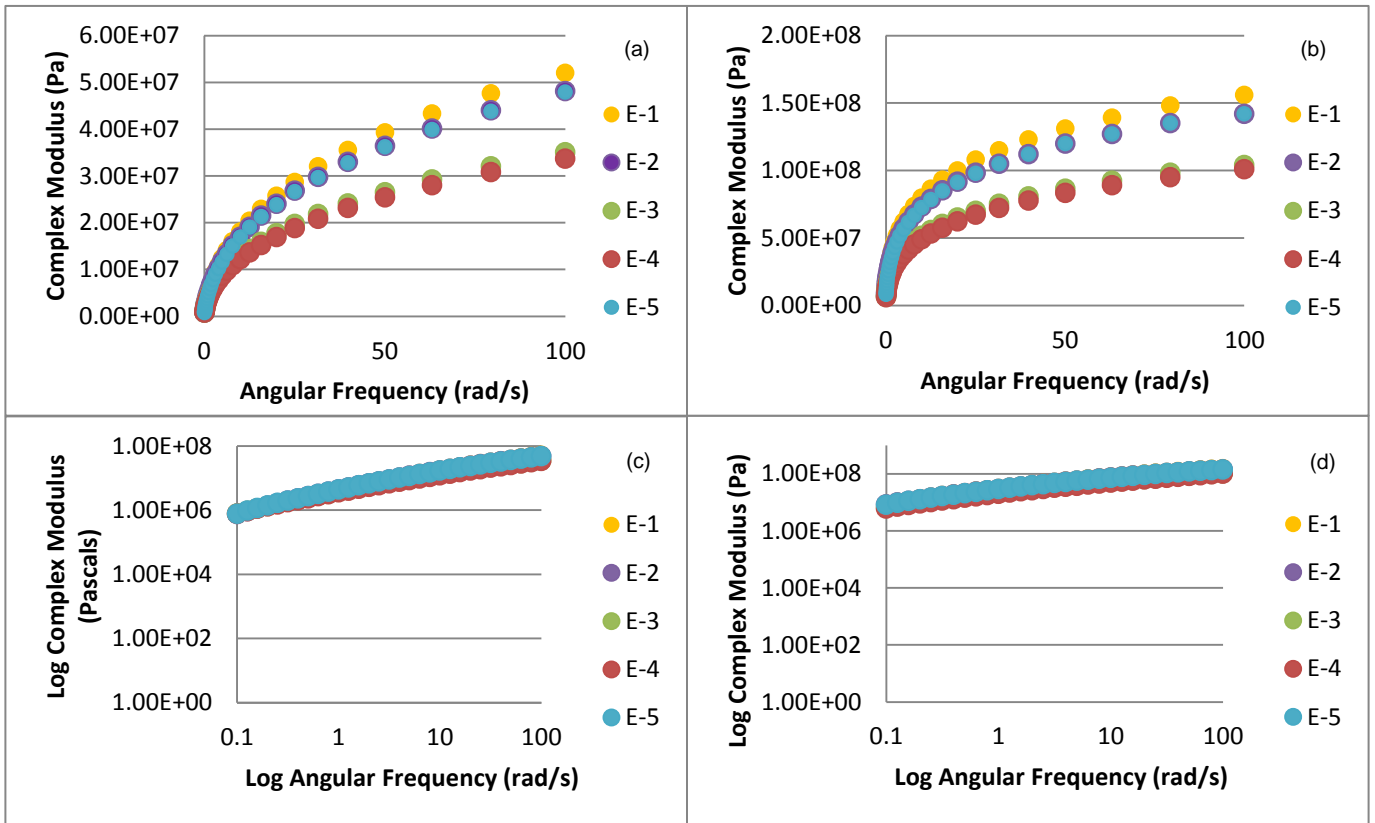 (a)
Complex Modulus (Pa)
6.00E+07
5.00E+07
4.00E+07
3.00E+07
2.00E+07
1.00E+07
0.00E+00
0 50 100
Angular Frequency (rad/s)
E-1
E-2
E-3
E-4
E-5
(b)
Complex Modulus (Pa)
2.00E+08
1.50E+08
1.00E+08
5.00E+07
0.00E+00
0 50 100
Angular Frequency (rad/s)
E-1
E-2
E-3
E-4
E-5
(c)
Log Complex Modulus
(Pascals)
1.00E+08
1.00E+06
1.00E+04
1.00E+02
1.00E+00
0.1 1 10 100
Log Angular Frequency (rad/s)
E-1
E-2
E-3
E-4
E-5
(d)
Log Complex Modulus (Pa)
1.00E+08
1.00E+06
1.00E+04
1.00E+02
1.00E+00
0.1 1 10 100
Log Angular Frequency (rad/s)
E-1
E-2
E-3
E-4
E-5